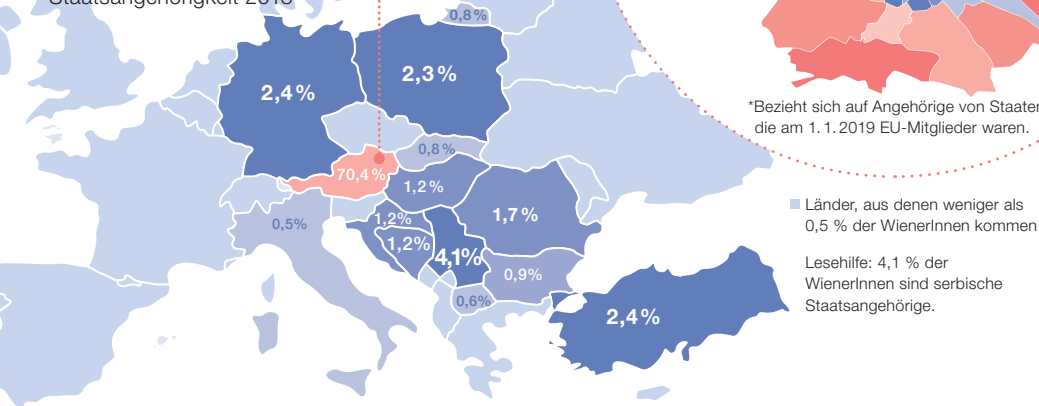 Staatsangehörigkeit 2018
0,8 %
2,3 %
2,4 %
0,8 %
70,4 %
1,2 %
1,7 %
1,2%
0,5%
1,2%
4,1%
0,9%
0,6%
2,4 %
*Bezieht sich auf Angehörige von Staaten
die am 1. 1. 2019 EU-Mitglieder waren.
Länder, aus denen weniger als
0,5 % der WienerInnen kommen
Lesehilfe: 4,1 % der
WienerInnen sind serbische
Staatsangehörige.